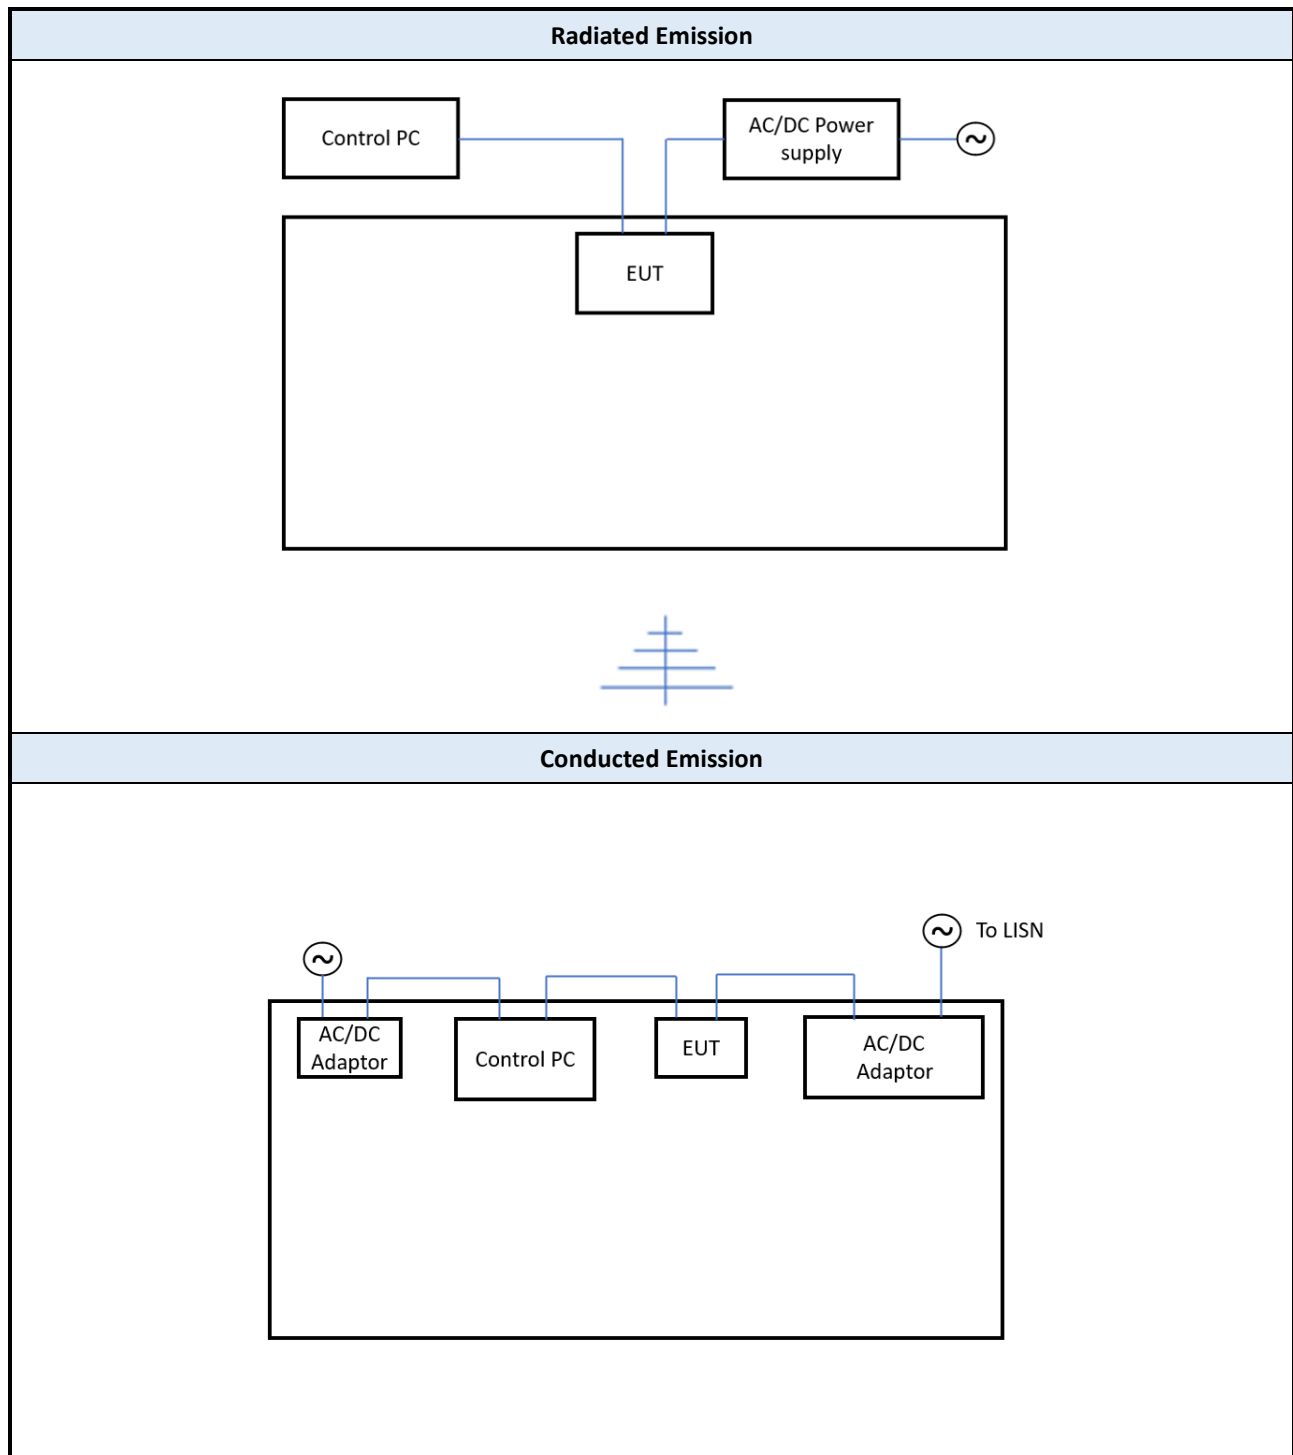 Radiated Emission
Control PC
AC/DC Power
supply
EUT
Conducted Emission
To LISN
AC/DC
Adaptor
Control PC
EUT
AC/DC
Adaptor